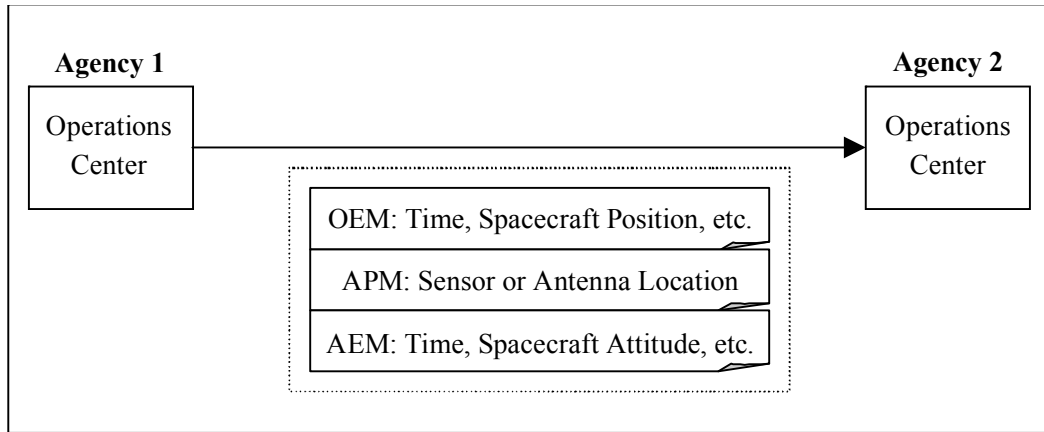 Agency 1
Operations
Center
Agency 2
Operations
Center
OEM: Time, Spacecraft Position, etc.
APM: Sensor or Antenna Location
AEM: Time, Spacecraft Attitude, etc.